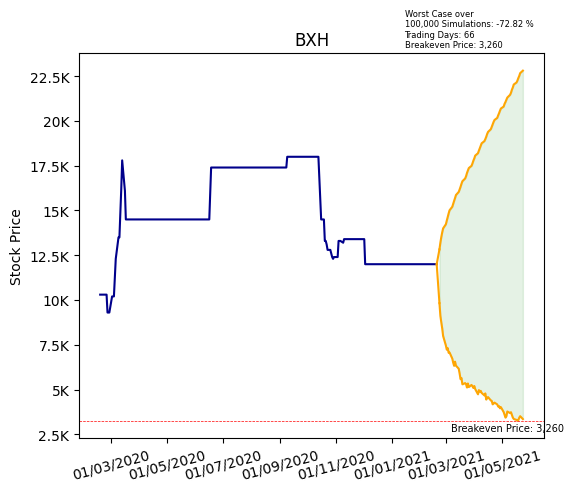 Worst Case over
100,000 Simulations: -72.82 %
Trading Days: 66
Breakeven Price: 3,260
BXH
Stock Price
22.5K
20K
17.5K
15K
12.5K
10K
7.5K
5K
2.5K
Breakeven Price: 3,260
01/03/2020
01/05/2020
01/07/2020
01/09/2020
01/11/2020
01/01/2021
01/03/2021
01/05/2021